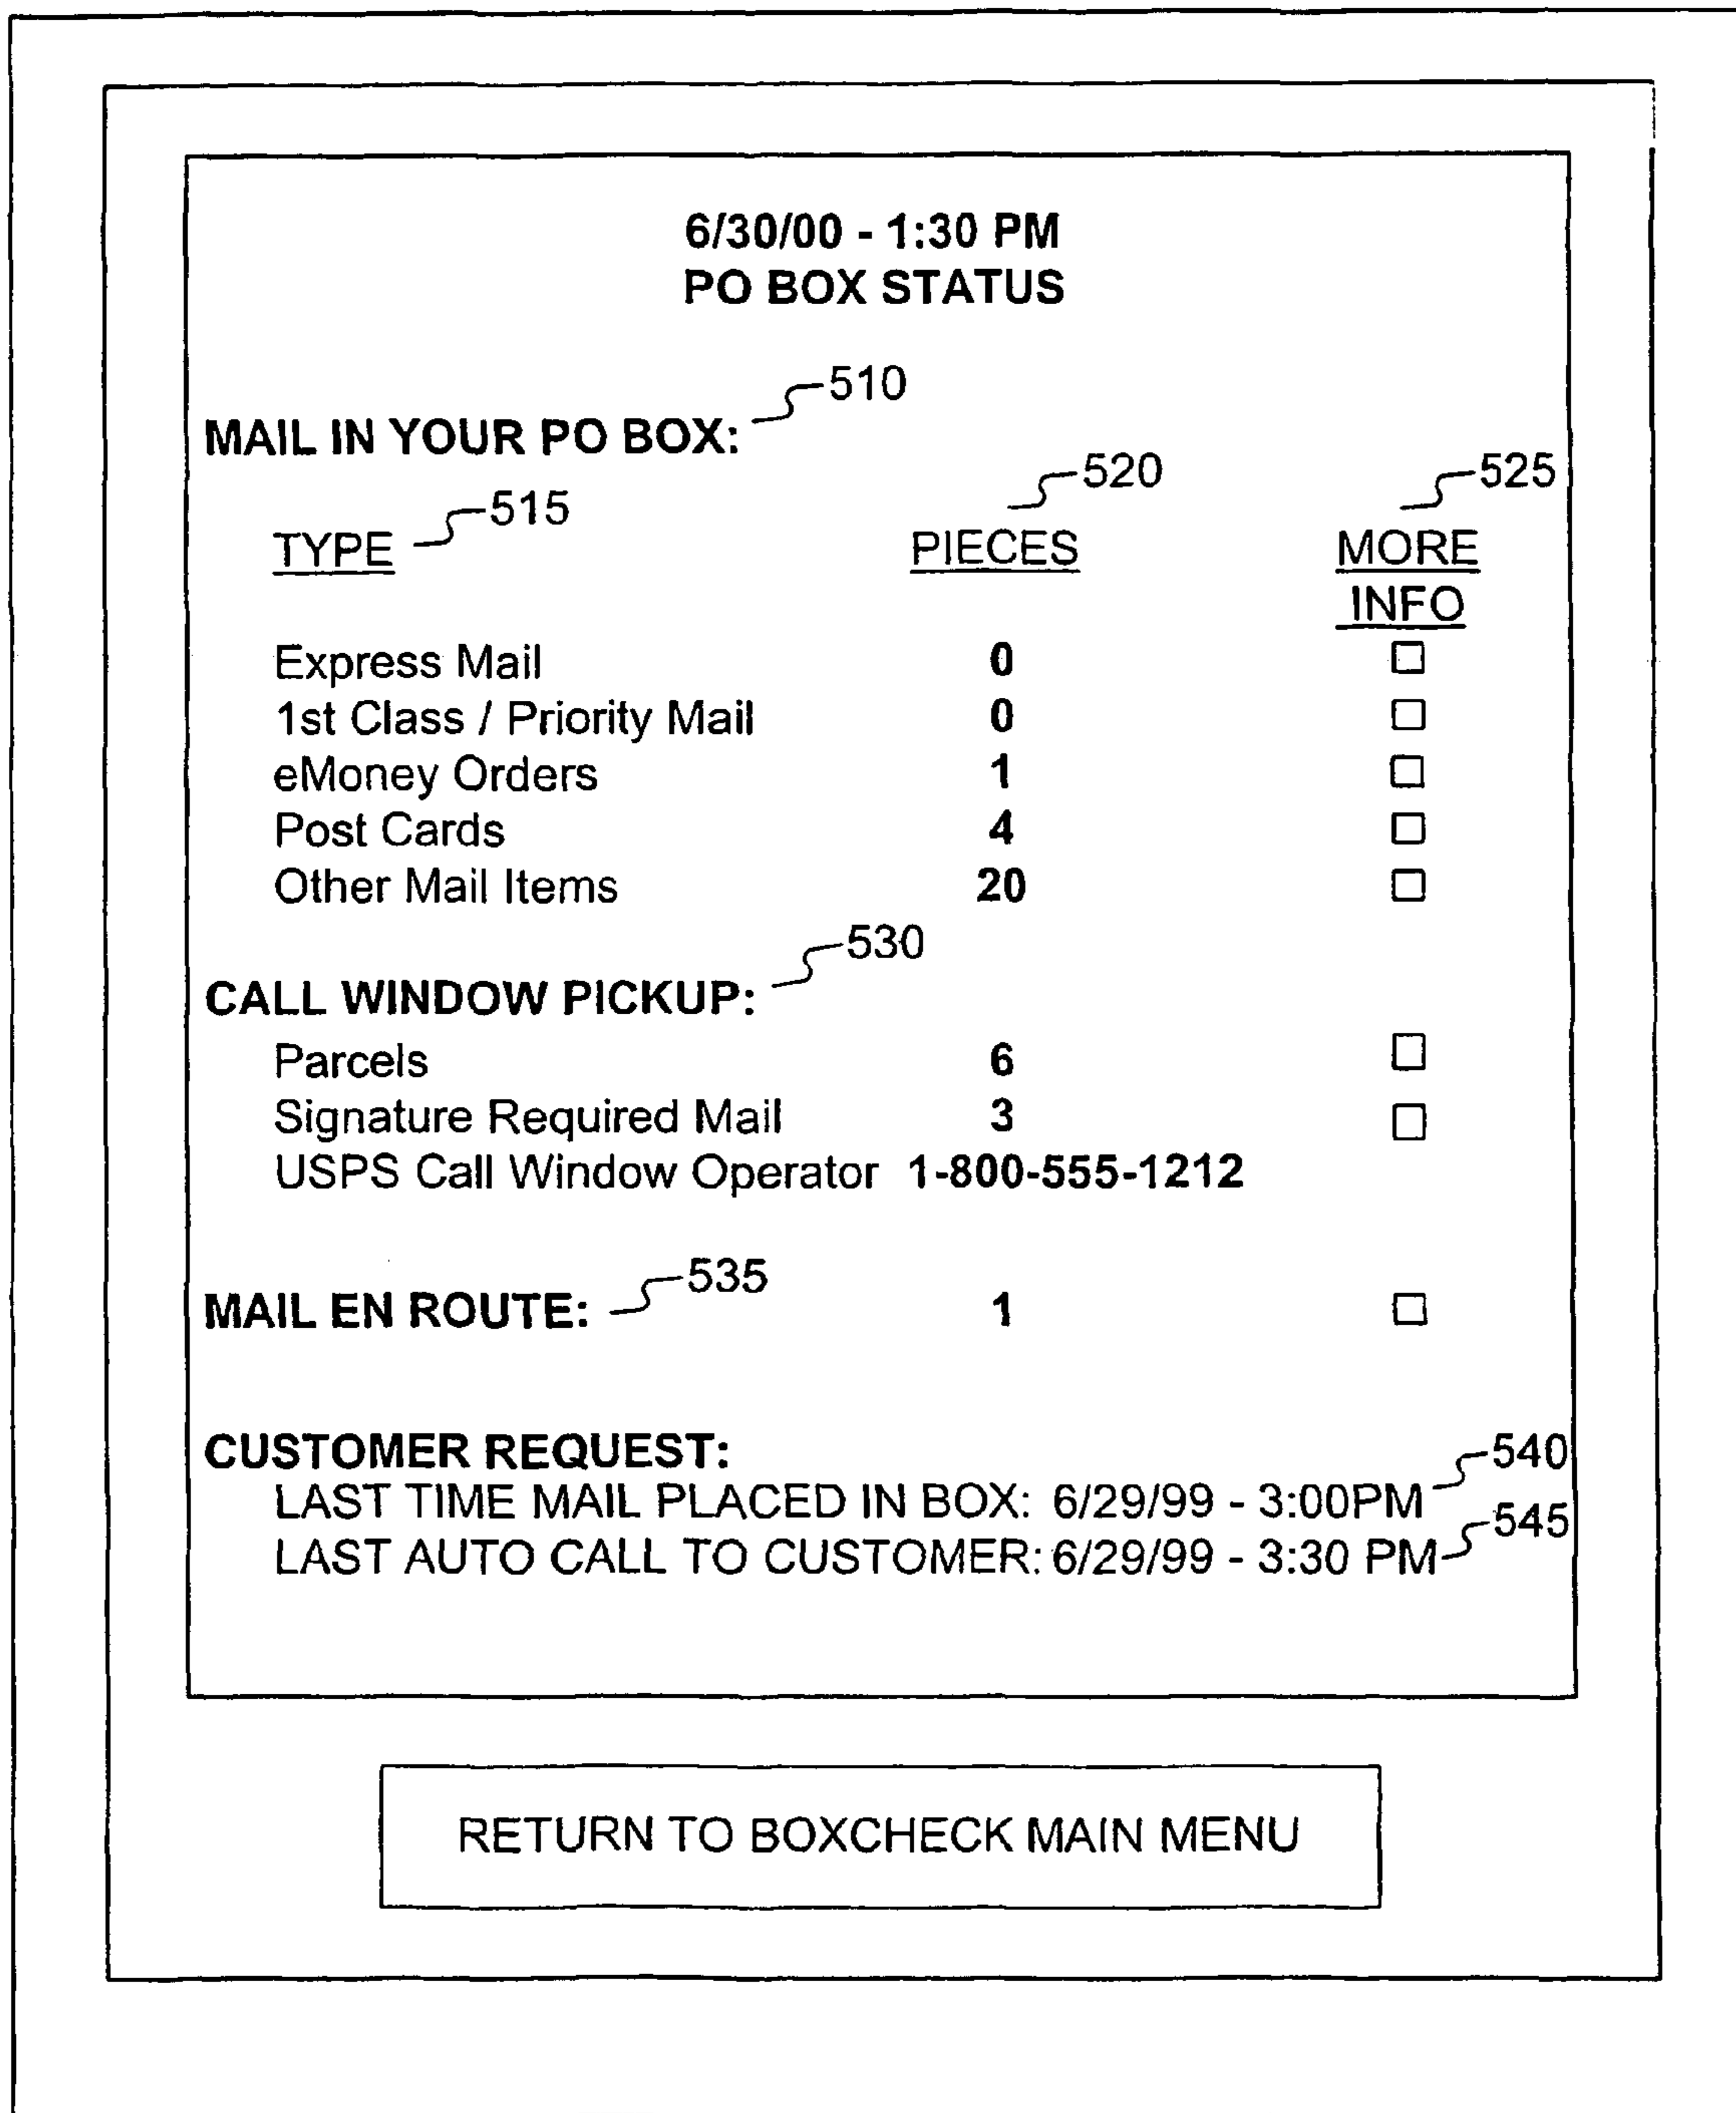 6/30/00 - 1:30 PM
PO BOX STATUS
510
MAIL IN YOUR PO BOX:
515 520 525
TYPE PIECES MORE
INFO
Express Mail 0 □
1st Class / Priority Mail 0 □
eMoney Orders 1 □
Post Cards 4 □
Other Mail Items 20 □
530
CALL WINDOW PICKUP:
Parcels 6 □
Signature Required Mail 3 □
USPS Call Window Operator 1-800-555-1212
535
MAIL EN ROUTE: 1 □
CUSTOMER REQUEST:
LAST TIME MAIL PLACED IN BOX: 6/29/99 - 3:00PM 540
LAST AUTO CALL TO CUSTOMER: 6/29/99 - 3:30 PM 545
RETURN TO BOXCHECK MAIN MENU